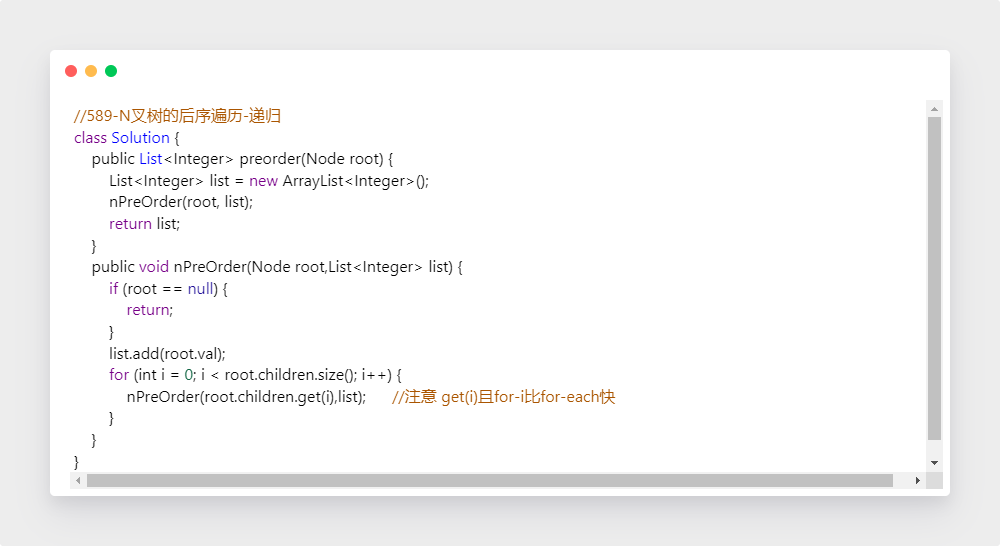 //589-N叉树的后序遍历-递归
class Solution {
    public List<Integer> preorder(Node root) {
        List<Integer> list = new ArrayList<Integer>();
        nPreOrder(root, list);
        return list;
    }
    public void nPreOrder(Node root,List<Integer> list) {
        if (root == null) {
            return;
        }
        list.add(root.val);
        for (int i = 0; i < root.children.size(); i++) {
            nPreOrder(root.children.get(i),list);      //注意 get(i)且for-i比for-each快
        }
    }
}